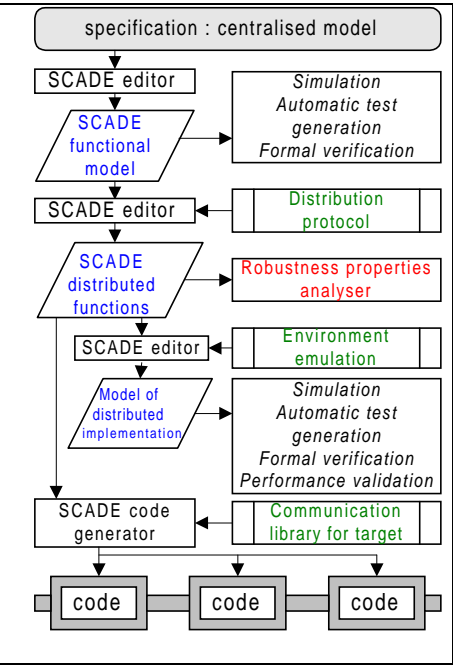 specification : centralised model
SCADE editor
SCADE
functional
model
Simulation
Automatic test
generation
Formal verification
SCADE editor
Distribution
protocol
SCADE
distributed
functions
Robustness properties
analyser
SCADE editor
Environment
emulation
Model of
distributed
implementation
Simulation
Automatic test
generation
Formal verification
Performance validation
SCADE code
generator
Communication
library for target
code
code
code